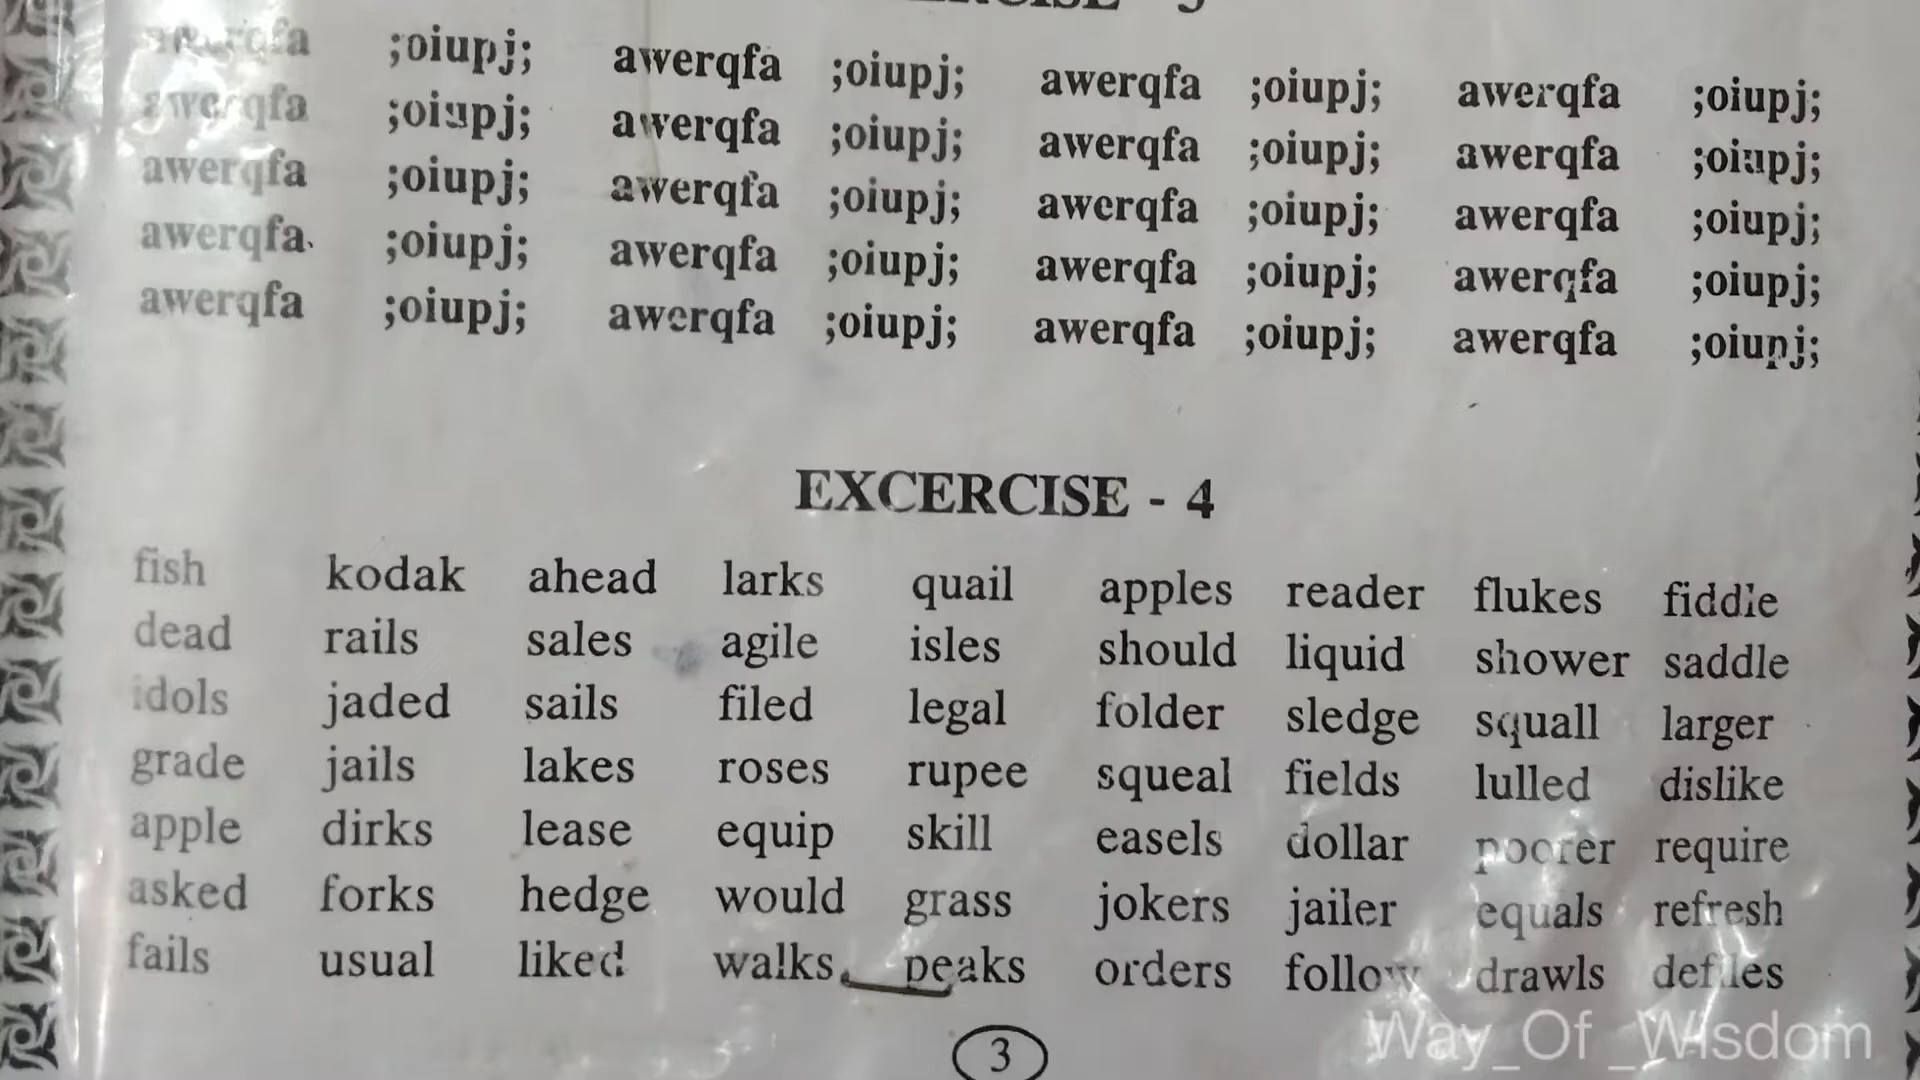 awerqfa ;oiupj; awerqfa ;oiupj; awerqfa ;oiupj; awerqfa ;oiupj;
awerqfa ;oiupj; awerqfa ;oiupj; awerqfa ;oiupj; awerqfa ;oiupj;
awerqfa ;oiupj; awerqfa ;oiupj; awerqfa ;oiupj; awerqfa ;oiupj;
awerqfa ;oiupj; awerqfa ;oiupj; awerqfa ;oiupj; awerqfa ;oiupj;
awerqfa ;oiupj; awerqfa ;oiupj; awerqfa ;oiupj; awerqfa ;oiupj;
EXCERCISE - 4
fish kodak ahead larks quail apples reader flukes fiddle
dead rails sales agile isles should liquid shower saddle
idols jaded sails filed legal folder sledge squall larger
grade jails lakes roses rupee squeal fields lulled dislike
apple dirks lease equip skill easels dollar poorer require
asked forks hedge would grass jokers jailer equals refresh
fails usual liked walks peaks orders follow drawls defiles
3
Way_Of_Wisdom